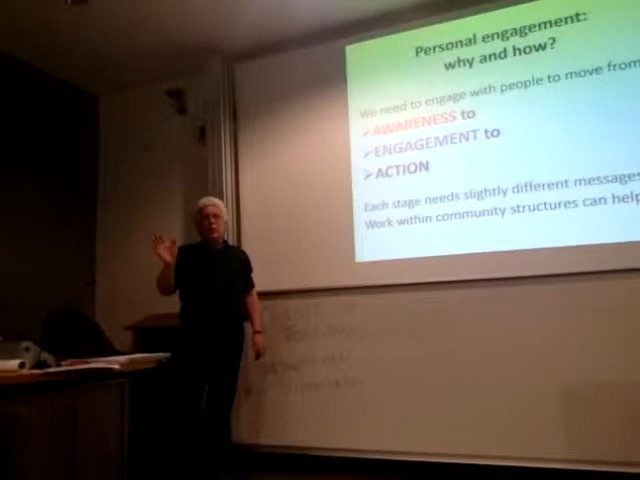 Personal engagement:
why and how?
We need to engage with people to move from
➢AWARENESS to
➢ENGAGEMENT to
➢ACTION
Each stage needs slightly different messages
Work within community structures can help